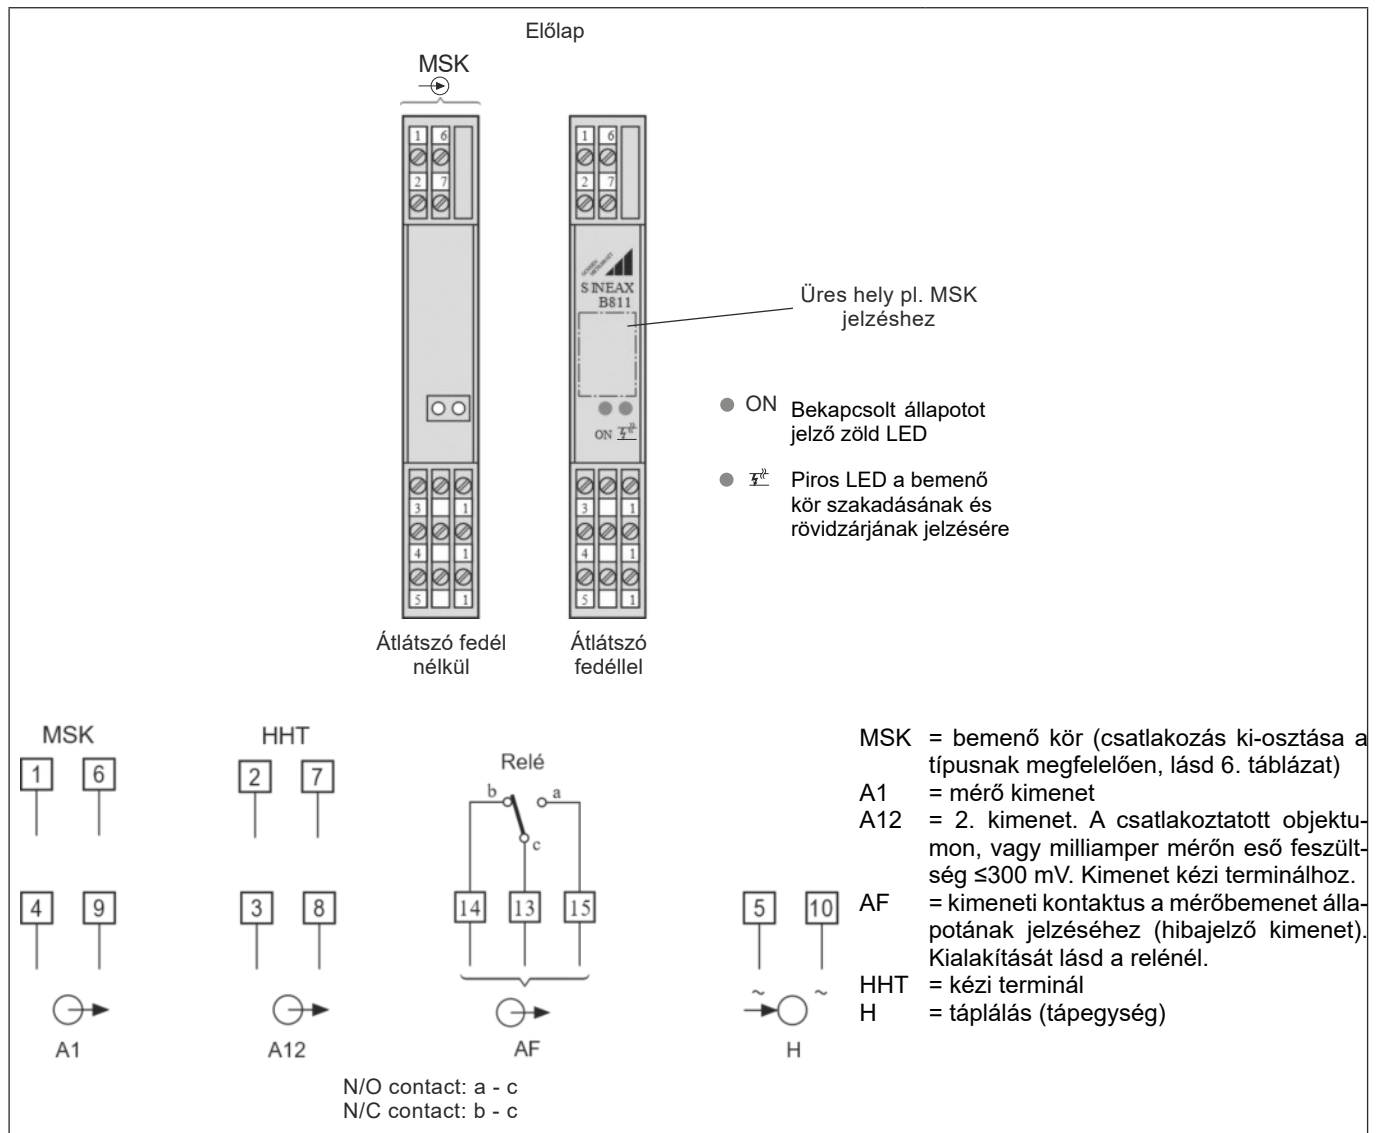 Előlap
MSK
1 6
2 7
3 1
4 1
5 1
Átlátszó fedél
nélkül
1 6
2 7
SINEAX
B811
ON
3 1
4 1
5 1
Átlátszó
fedéllel
Üres hely pl. MSK
jelzéshez
ON Bekapcsolt állapotot
jelző zöld LED
Piros LED a bemenő
kör szakadásának és
rövidzárjának jelzésére
MSK
1 6
4 9
A1
HHT
2 7
3 8
A12
Relé
b a
c
14 13 15
AF
5 10
~ ~
H
N/O contact: a - c
N/C contact: b - c
MSK = bemenő kör (csatlakozás ki-osztása a
típusnak megfelelően, lásd 6. táblázat)
A1 = mérő kimenet
A12 = 2. kimenet. A csatlakoztatott objektu-
mon, vagy milliamper mérőn eső feszült-
ség ≤300 mV. Kimenet kézi terminálhoz.
AF = kimeneti kontaktus a mérőbemenet álla-
potának jelzéséhez (hibajelző kimenet).
Kialakítását lásd a relénél.
HHT = kézi terminál
H = táplálás (tápegység)